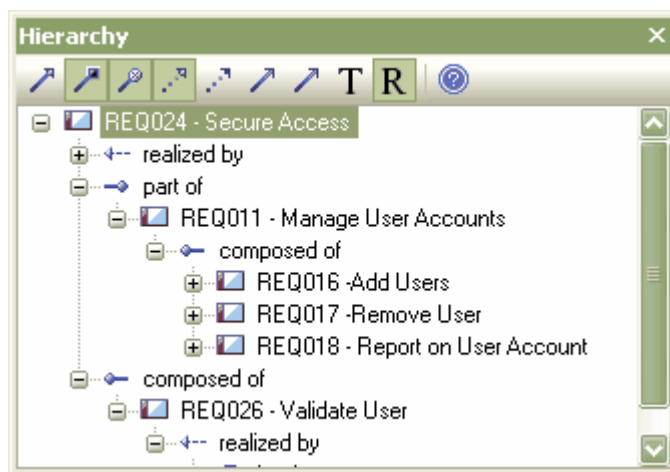 Hierarchy
T R
REQ024 - Secure Access
realized by
part of
REQ011 - Manage User Accounts
composed of
REQ016 -Add Users
REQ017 -Remove User
REQ018 - Report on User Account
composed of
REQ026 - Validate User
realized by